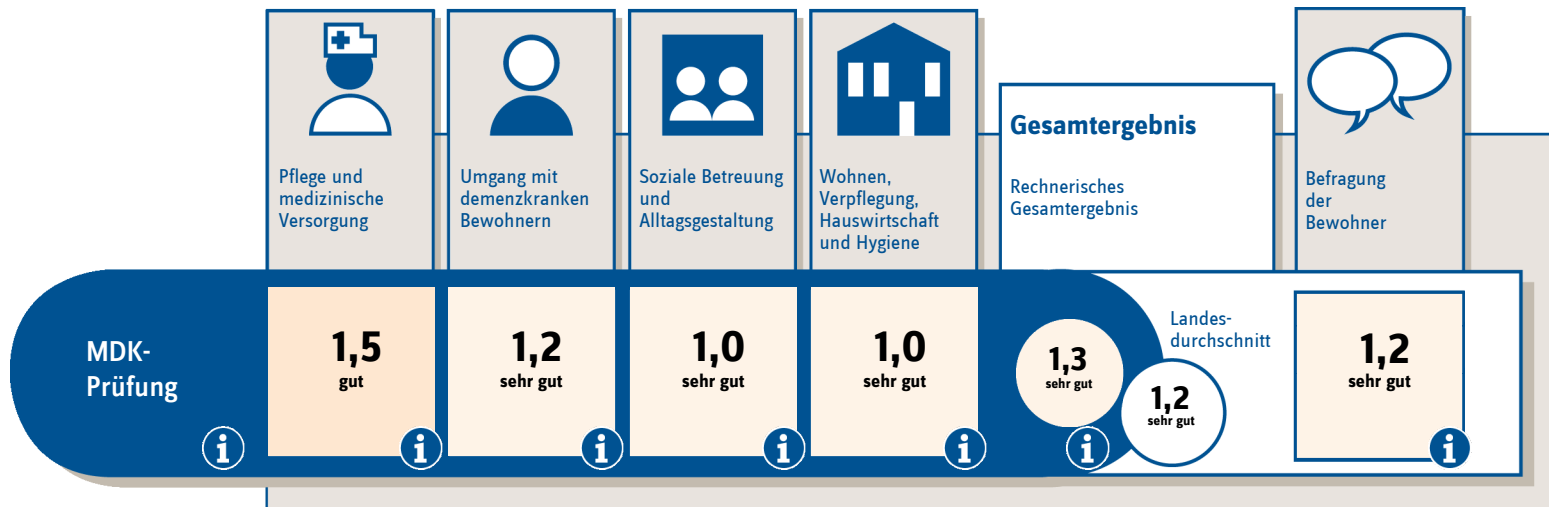 Pflege und
medizinische
Versorgung
Umgang mit
demenzkranken
Bewohnern
Soziale Betreuung
und
Alltagsgestaltung
Wohnen,
Verpflegung,
Hauswirtschaft
und Hygiene
Gesamtergebnis
Rechnerisches
Gesamtergebnis
Befragung
der
Bewohner
MDK-
Prüfung
i
1,5
gut
i
1,2
sehr gut
i
1,0
sehr gut
i
1,0
sehr gut
i
1,3
sehr gut
i
Landes-
durchschnitt
1,2
sehr gut
1,2
sehr gut
i